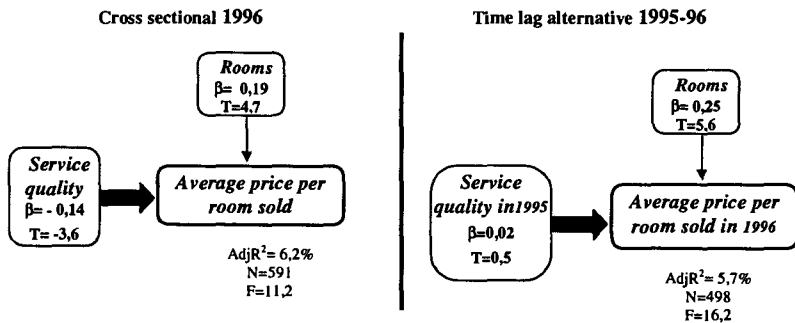 Cross sectional 1996
Rooms
β= 0,19
T=4,7
Service
quality
β= - 0,14
T= -3,6
Average price per
room sold
AdjR²= 6,2%
N=591
F=11,2
Time lag alternative 1995-96
Rooms
β= 0,25
T=5,6
Service
quality in1995
β=0,02
T=0,5
Average price per
room sold in 1996
AdjR²= 5,7%
N=498
F=16,2